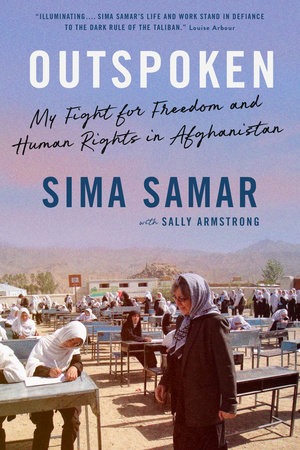 "ILLUMINATING.... SIMA SAMAR'S LIFE AND WORK STAND IN DEFIANCE
TO THE DARK RULE OF THE TALIBAN." Louise Arbour
OUTSPOKEN
My Fight for Freedom and
Human Rights in Afghanistan
SIMA SAMAR
with SALLY ARMSTRONG